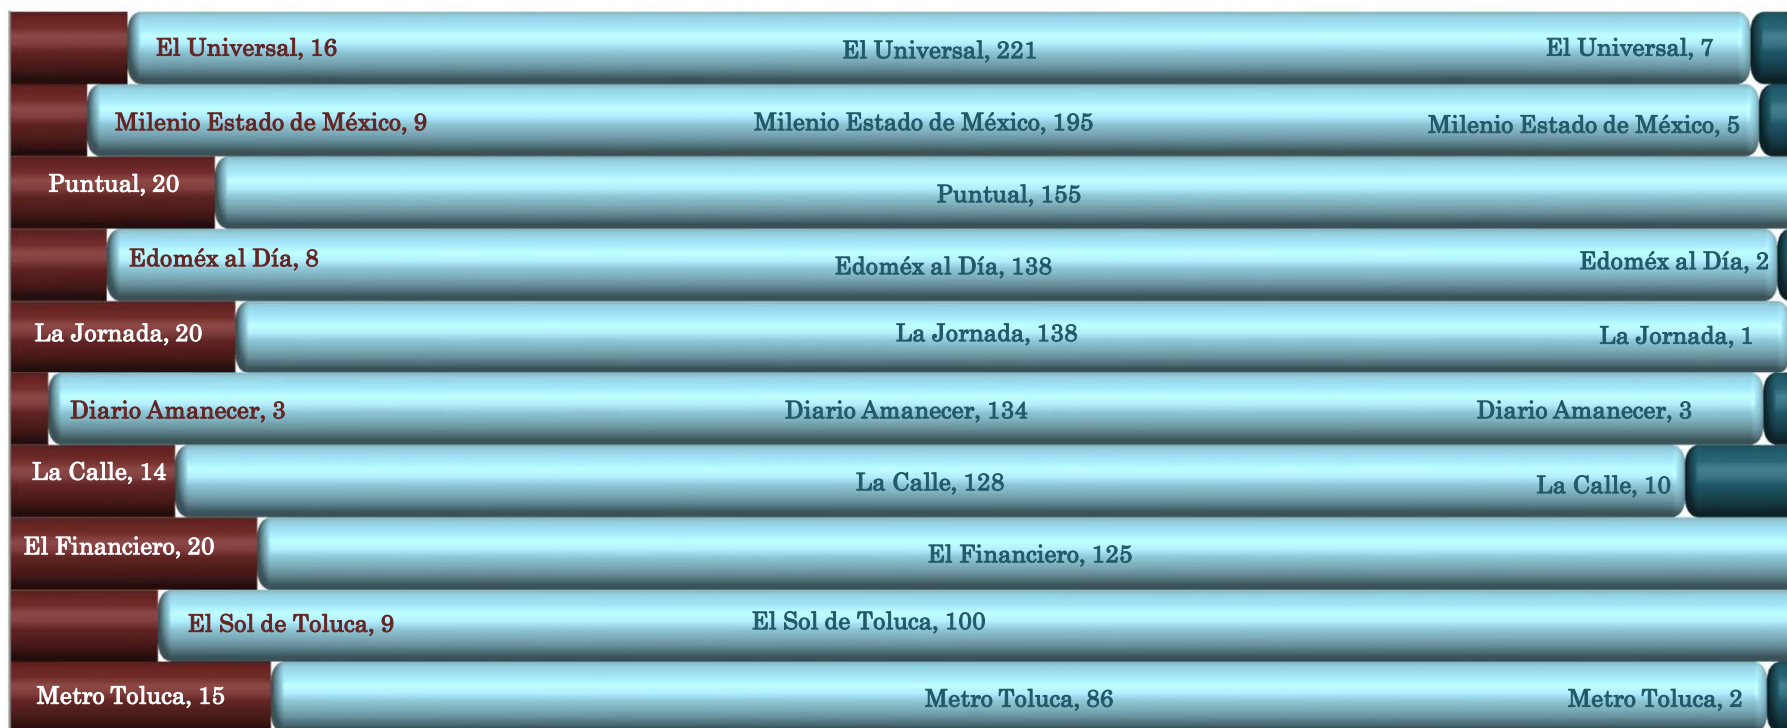 El Universal, 16 El Universal, 221 El Universal, 7
Milenio Estado de México, 9 Milenio Estado de México, 195 Milenio Estado de México, 5
Puntual, 20 Puntual, 155
Edoméx al Día, 8 Edoméx al Día, 138 Edoméx al Día, 2
La Jornada, 20 La Jornada, 138 La Jornada, 1
Diario Amanecer, 3 Diario Amanecer, 134 Diario Amanecer, 3
La Calle, 14 La Calle, 128 La Calle, 10
El Financiero, 20 El Financiero, 125
El Sol de Toluca, 9 El Sol de Toluca, 100
Metro Toluca, 15 Metro Toluca, 86 Metro Toluca, 2